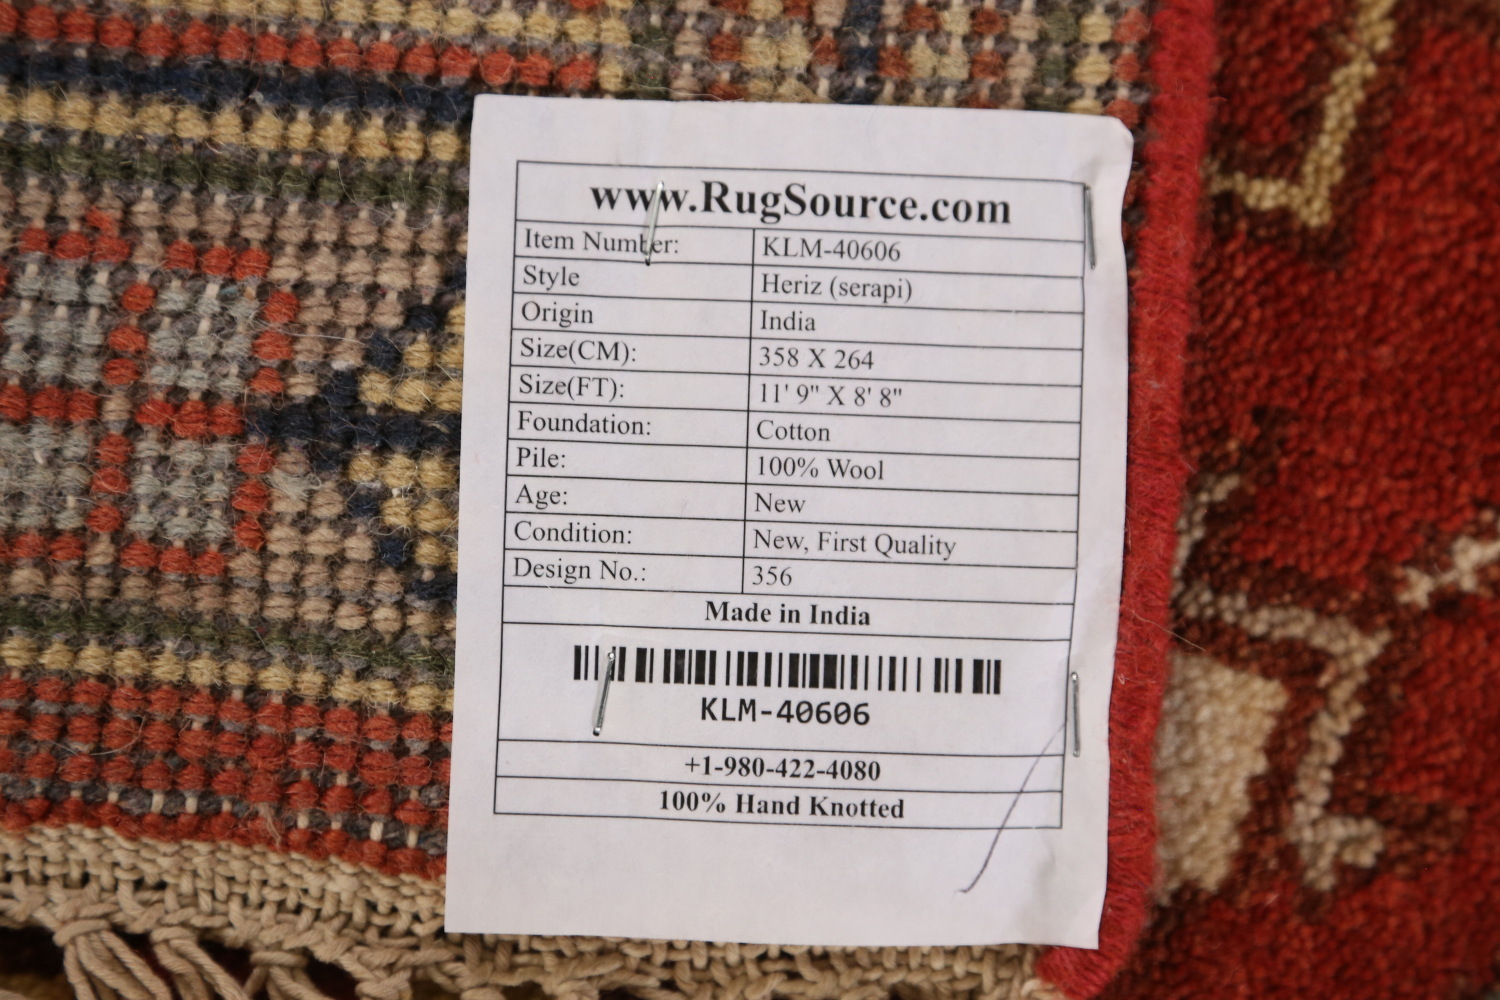 www.RugSource.com
Item Number: KLM-40606
Style Heriz (serapi)
Origin India
Size(CM): 358 X 264
Size(FT): 11' 9" X 8' 8"
Foundation: Cotton
Pile: 100% Wool
Age: New
Condition: New, First Quality
Design No.: 356
Made in India
KLM-40606
+1-980-422-4080
100% Hand Knotted